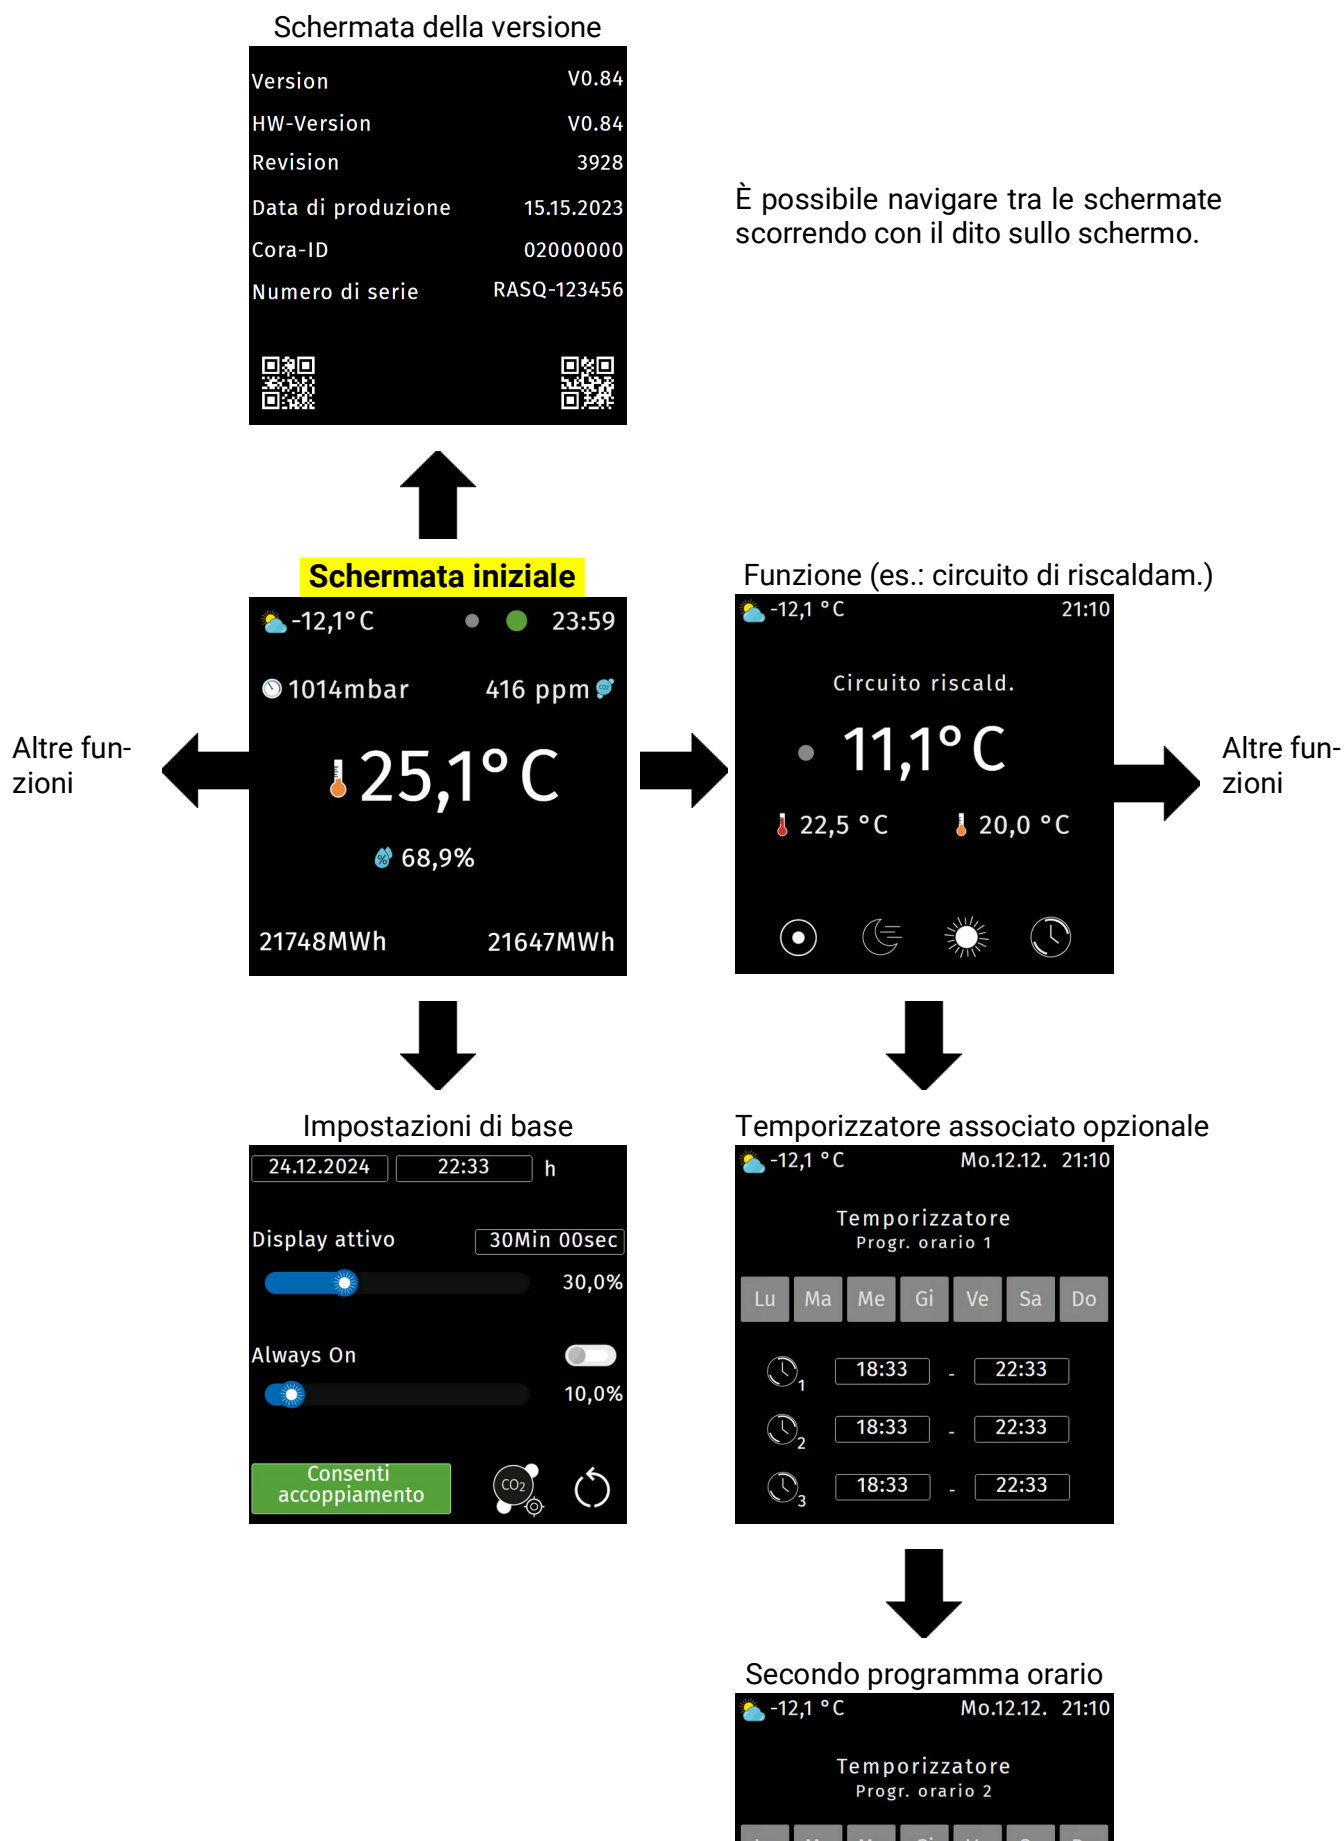 Schermata della versione
Version V0.84
HW-Version V0.84
Revision 3928
Data di produzione 15.15.2023
Cora-ID 02000000
Numero di serie RASQ-123456
È possibile navigare tra le schermate
scorrendo con il dito sullo schermo.
Schermata iniziale
-12,1°C 23:59
1014mbar 416 ppm
25,1°C
68,9%
21748MWh 21647MWh
Altre fun-
zioni
Funzione (es.: circuito di riscaldam.)
-12,1 °C 21:10
Circuito riscald.
11,1°C
22,5 °C 20,0 °C
Altre fun-
zioni
Impostazioni di base
24.12.2024 22:33 h
Display attivo 30Min 00sec
30,0%
Always On
10,0%
Consenti
accoppiamento
CO2
Temporizzatore associato opzionale
-12,1 °C Mo.12.12. 21:10
Temporizzatore
Progr. orario 1
Lu Ma Me Gi Ve Sa Do
1 18:33 - 22:33
2 18:33 - 22:33
3 18:33 - 22:33
Secondo programma orario
-12,1 °C Mo.12.12. 21:10
Temporizzatore
Progr. orario 2